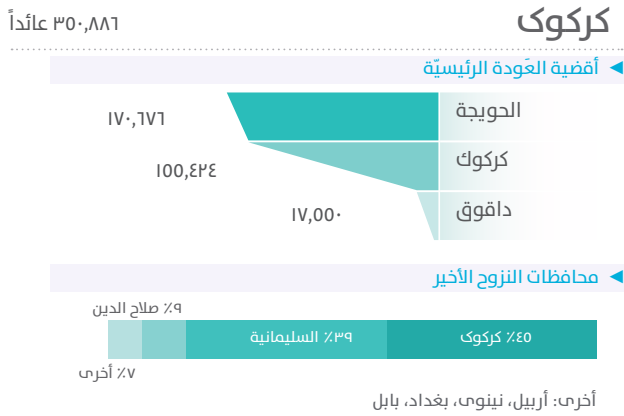 كركوك
٣٥٠,٨٨٦ عائداً
أقضية العَودة الرئيسيّة
الحويجة ١٧٠,٦٧٦
كركوك ١٥٥,٤٢٤
داقوق ١٧,٥٥٠
محافظات النزوح الأخير
٩٪ صلاح الدين
٤٥٪ كركوك ٣٩٪ السليمانية
٧٪ أخرى
أخرى: أربيل، نينوى، بغداد، بابل